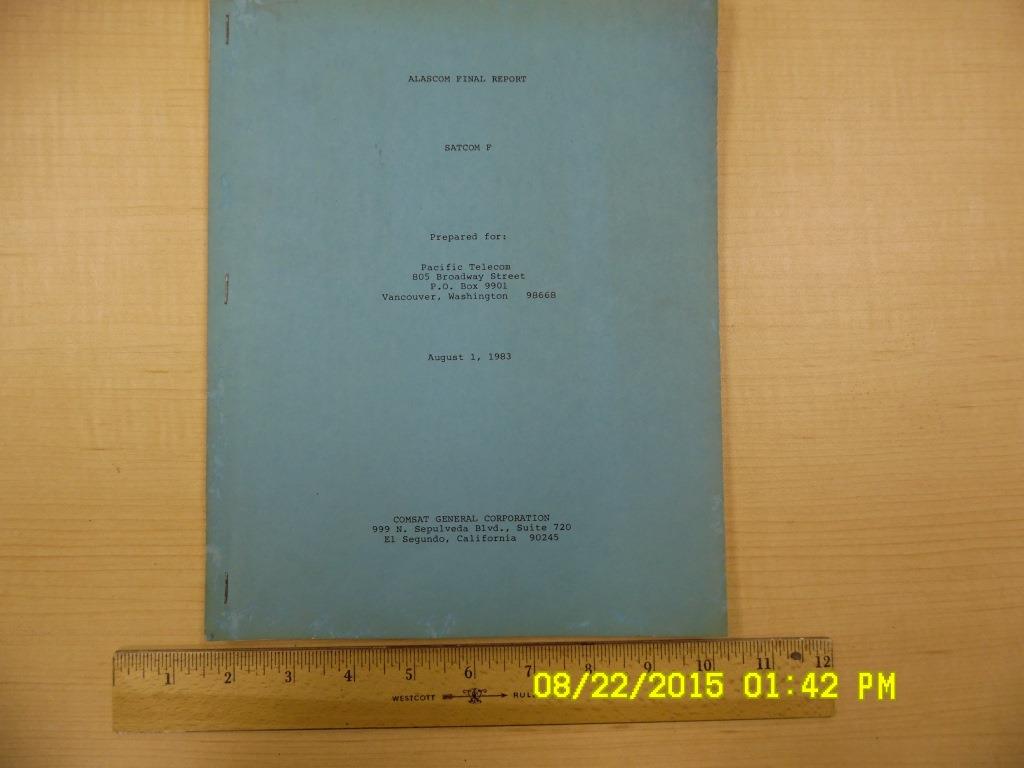 ALASCOM FINAL REPORT
SATCOM F
Prepared for:
Pacific Telecom
805 Broadway Street
P.O. Box 9901
Vancouver, Washington 98668
August 1, 1983
COMSAT GENERAL CORPORATION
999 N. Sepulveda Blvd., Suite 720
El Segundo, California 90245
1 2 3 4 5 6 7 8 9 10 11 12
WESTCOTT RUL
08/22/2015 01:42 PM